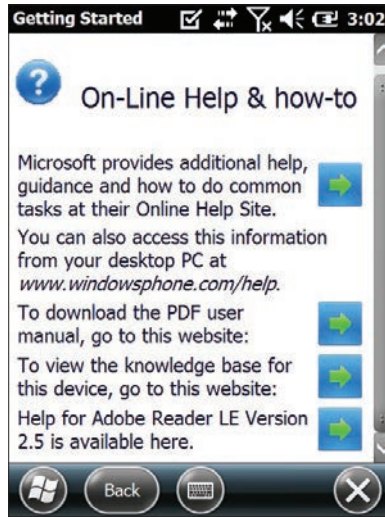 Getting Started 3:02
On-Line Help & how-to
Microsoft provides additional help,
guidance and how to do common
tasks at their Online Help Site.
You can also access this information
from your desktop PC at
www.windowsphone.com/help.
To download the PDF user
manual, go to this website:
To view the knowledge base for
this device, go to this website:
Help for Adobe Reader LE Version
2.5 is available here.
Back